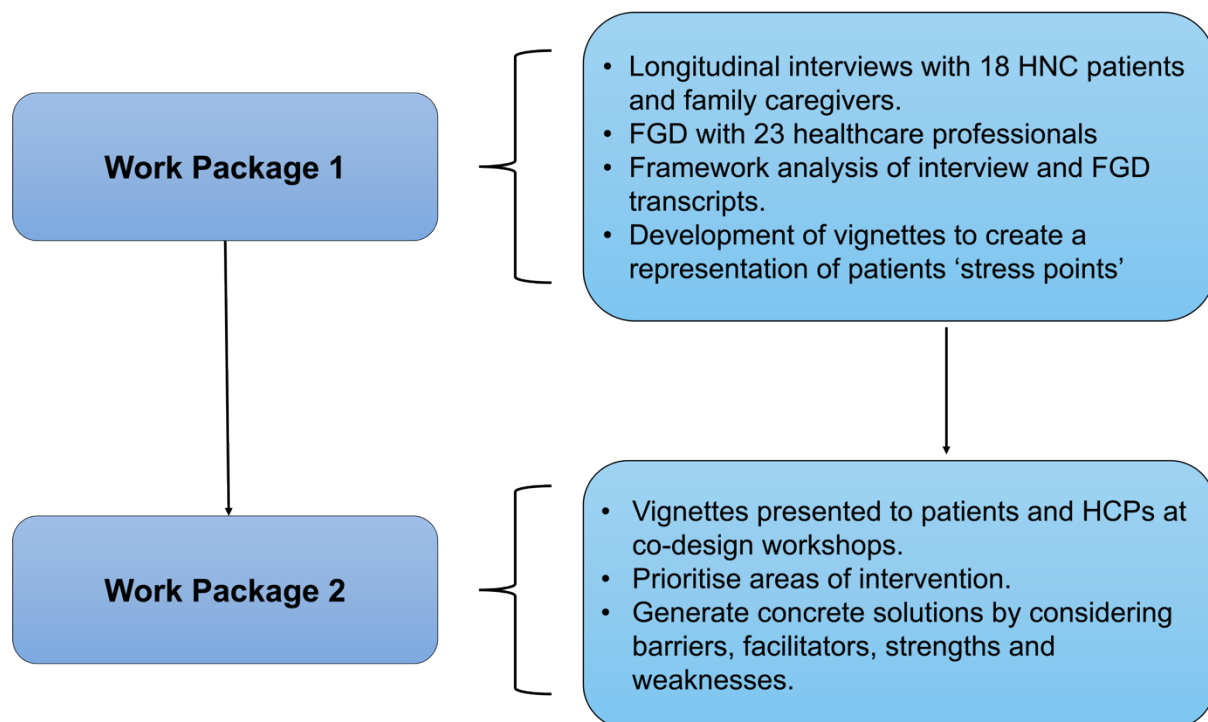 Work Package 1
• Longitudinal interviews with 18 HNC patients
and family caregivers.
• FGD with 23 healthcare professionals
• Framework analysis of interview and FGD
transcripts.
• Development of vignettes to create a
representation of patients ‘stress points’
Work Package 2
• Vignettes presented to patients and HCPs at
co-design workshops.
• Prioritise areas of intervention.
• Generate concrete solutions by considering
barriers, facilitators, strengths and
weaknesses.